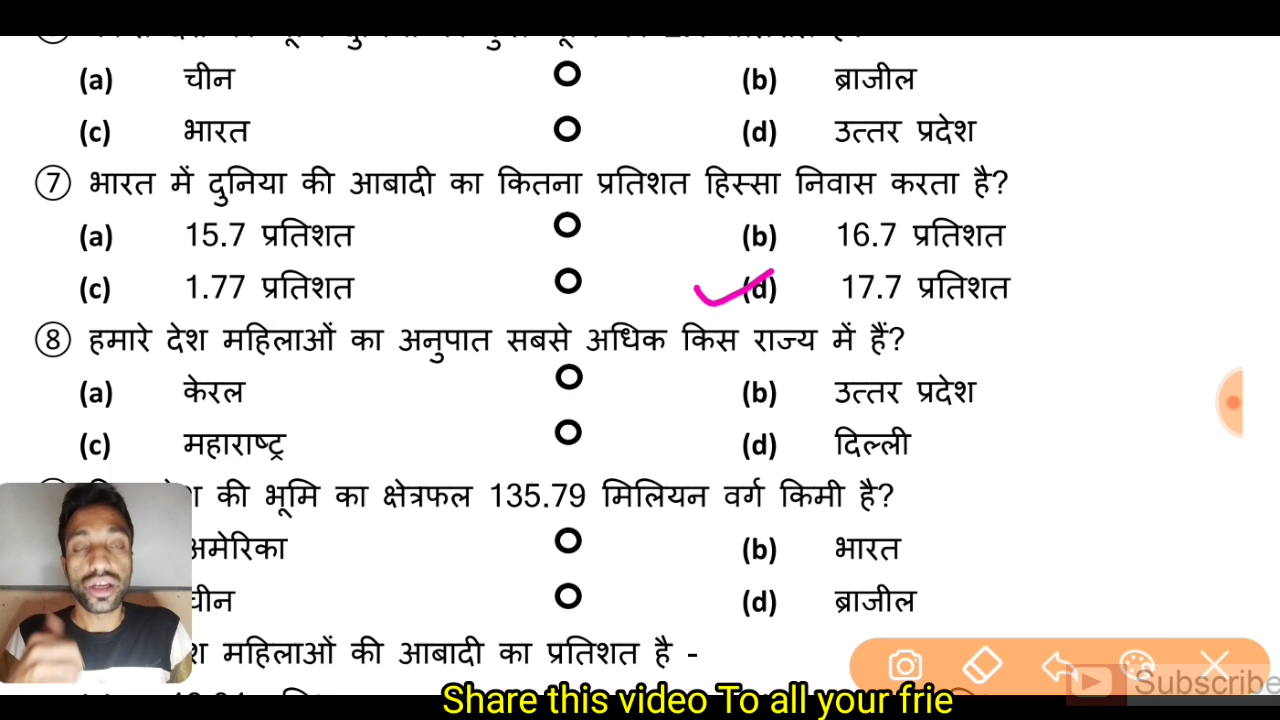 (a) चीन (b) ब्राजील
(c) भारत (d) उत्तर प्रदेश
⑦ भारत में दुनिया की आबादी का कितना प्रतिशत हिस्सा निवास करता है?
(a) 15.7 प्रतिशत (b) 16.7 प्रतिशत
(c) 1.77 प्रतिशत (d) 17.7 प्रतिशत
⑧ हमारे देश महिलाओं का अनुपात सबसे अधिक किस राज्य में हैं?
(a) केरल (b) उत्तर प्रदेश
(c) महाराष्ट्र (d) दिल्ली
की भूमि का क्षेत्रफल 135.79 मिलियन वर्ग किमी है?
अमेरिका (b) भारत
चीन (d) ब्राजील
महिलाओं की आबादी का प्रतिशत है -
Subscribe
Share this video To all your frie